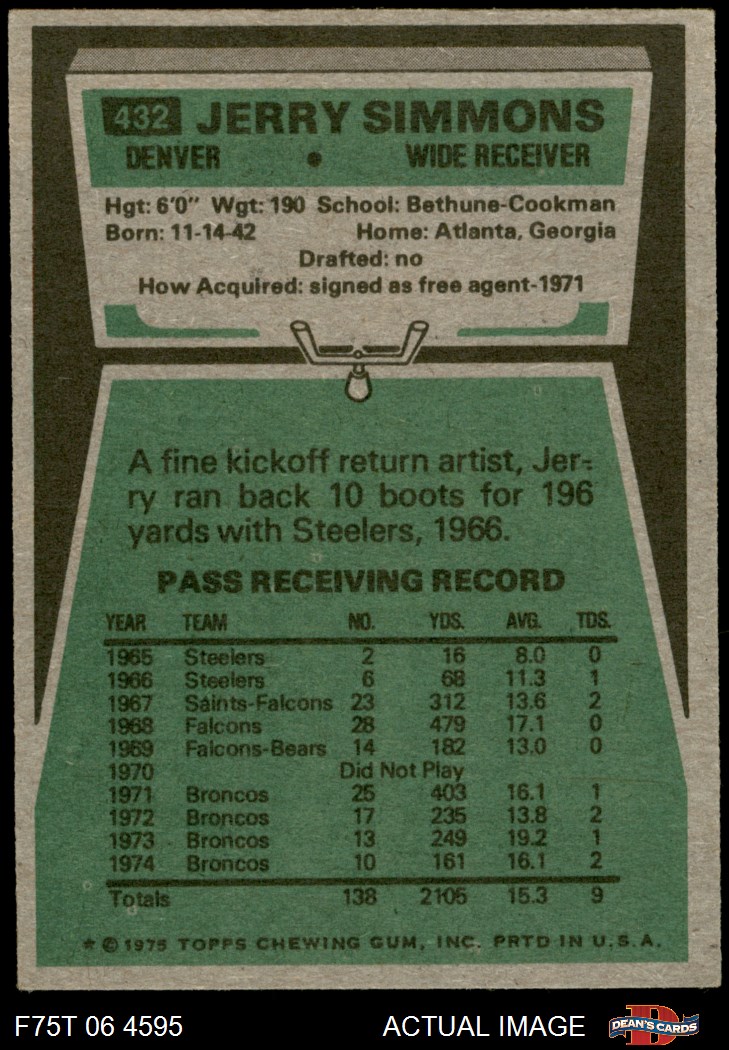 432 JERRY SIMMONS
DENVER • WIDE RECEIVER
Hgt: 6'0" Wgt: 190 School: Bethune-Cookman
Born: 11-14-42 Home: Atlanta, Georgia
Drafted: no
How Acquired: signed as free agent-1971
A fine kickoff return artist, Jer-
ry ran back 10 boots for 196
yards with Steelers, 1966.
PASS RECEIVING RECORD
YEAR TEAM NO. YDS. AVG. TDS.
1965 Steelers 2 16 8.0 0
1966 Steelers 6 68 11.3 1
1967 Saints-Falcons 23 312 13.6 2
1968 Falcons 28 479 17.1 0
1969 Falcons-Bears 14 182 13.0 0
1970 Did Not Play
1971 Broncos 25 403 16.1 1
1972 Broncos 17 235 13.8 2
1973 Broncos 13 249 19.2 1
1974 Broncos 10 161 16.1 2
Totals 138 2105 15.3 9
* © 1975 TOPPS CHEWING GUM, INC. PRTD IN U.S.A.
F75T 06 4595 ACTUAL IMAGE D DEAN'S CARDS